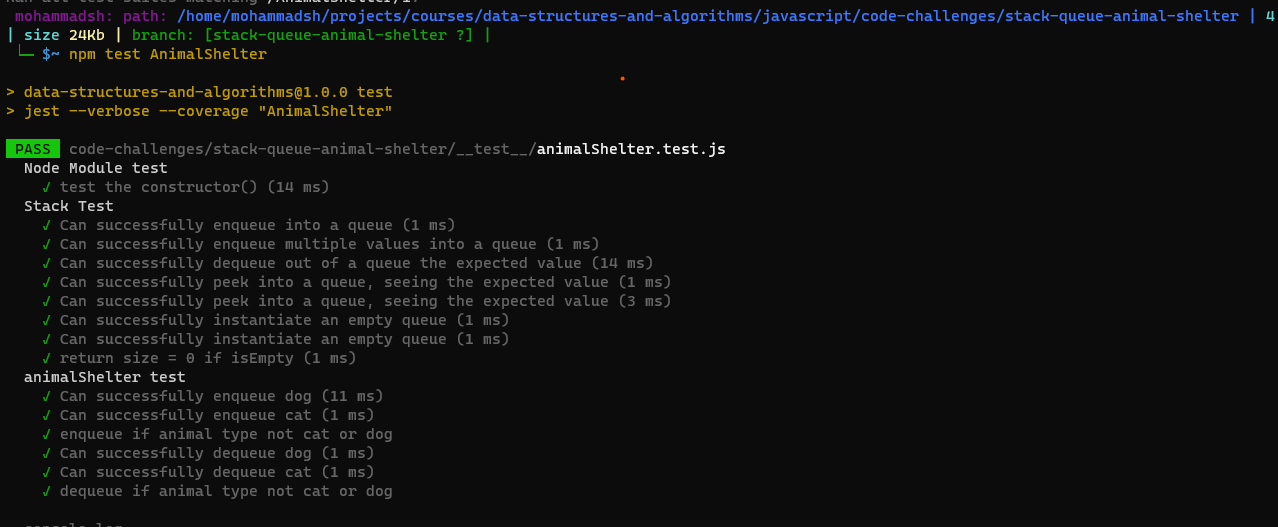 mohammadsh: path: /home/mohammadsh/projects/courses/data-structures-and-algorithms/javascript/code-challenges/stack-queue-animal-shelter | 4
| size 24Kb | branch: [stack-queue-animal-shelter ?] |
└─ $~ npm test AnimalShelter
> data-structures-and-algorithms@1.0.0 test
> jest --verbose --coverage "AnimalShelter"
PASS code-challenges/stack-queue-animal-shelter/__test__/animalShelter.test.js
Node Module test
√ test the constructor() (14 ms)
Stack Test
√ Can successfully enqueue into a queue (1 ms)
√ Can successfully enqueue multiple values into a queue (1 ms)
√ Can successfully dequeue out of a queue the expected value (14 ms)
√ Can successfully peek into a queue, seeing the expected value (1 ms)
√ Can successfully peek into a queue, seeing the expected value (3 ms)
√ Can successfully instantiate an empty queue (1 ms)
√ Can successfully instantiate an empty queue (1 ms)
√ return size = 0 if isEmpty (1 ms)
animalShelter test
√ Can successfully enqueue dog (11 ms)
√ Can successfully enqueue cat (1 ms)
√ enqueue if animal type not cat or dog
√ Can successfully dequeue dog (1 ms)
√ Can successfully dequeue cat (1 ms)
√ dequeue if animal type not cat or dog